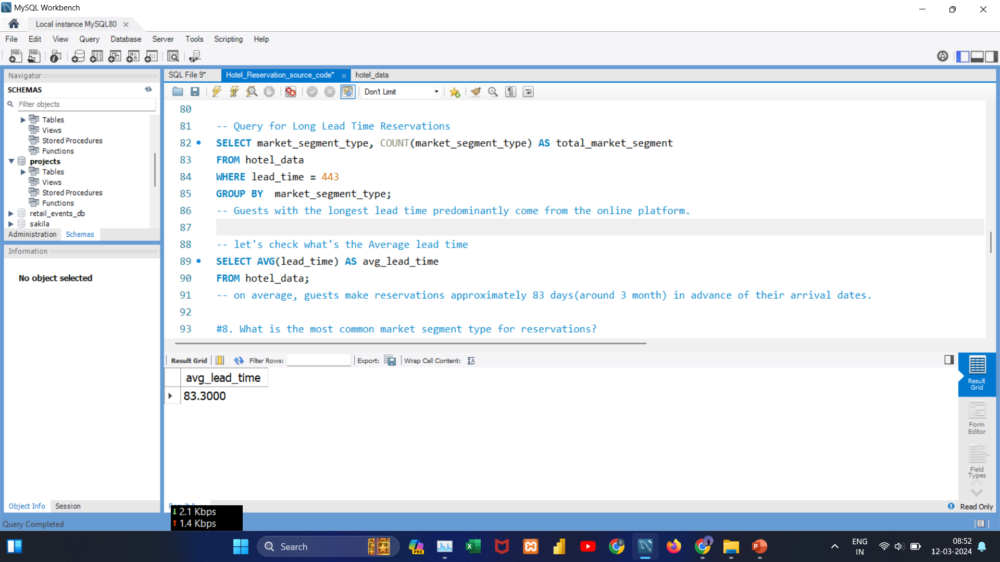 MySQL Workbench
Local instance MySQL80
File Edit View Query Database Server Tools Scripting Help
Navigator
SCHEMAS
Filter objects
Tables
Views
Stored Procedures
Functions
projects
Tables
Views
Stored Procedures
Functions
retail_events_db
sakila
Administration Schemas
Information
No object selected
Object Info Session
SQL File 9* Hotel_Reservation_source_code* hotel_data
Don't Limit
80
81 -- Query for Long Lead Time Reservations
82 SELECT market_segment_type, COUNT(market_segment_type) AS total_market_segment
83 FROM hotel_data
84 WHERE lead_time = 443
85 GROUP BY  market_segment_type;
86 -- Guests with the longest lead time predominantly come from the online platform.
87
88 -- let's check what's the Average lead time
89 SELECT AVG(lead_time) AS avg_lead_time
90 FROM hotel_data;
91 -- on average, guests make reservations approximately 83 days(around 3 month) in advance of their arrival dates.
92
93 #8. What is the most common market segment type for reservations?
Result Grid Filter Rows: Export: Wrap Cell Content:
avg_lead_time
83.3000
Result
Grid
Form
Editor
Field
Types
Read Only
2.1 Kbps
1.4 Kbps
Query Completed
Search
PRE
ENG
IN
08:52
12-03-2024